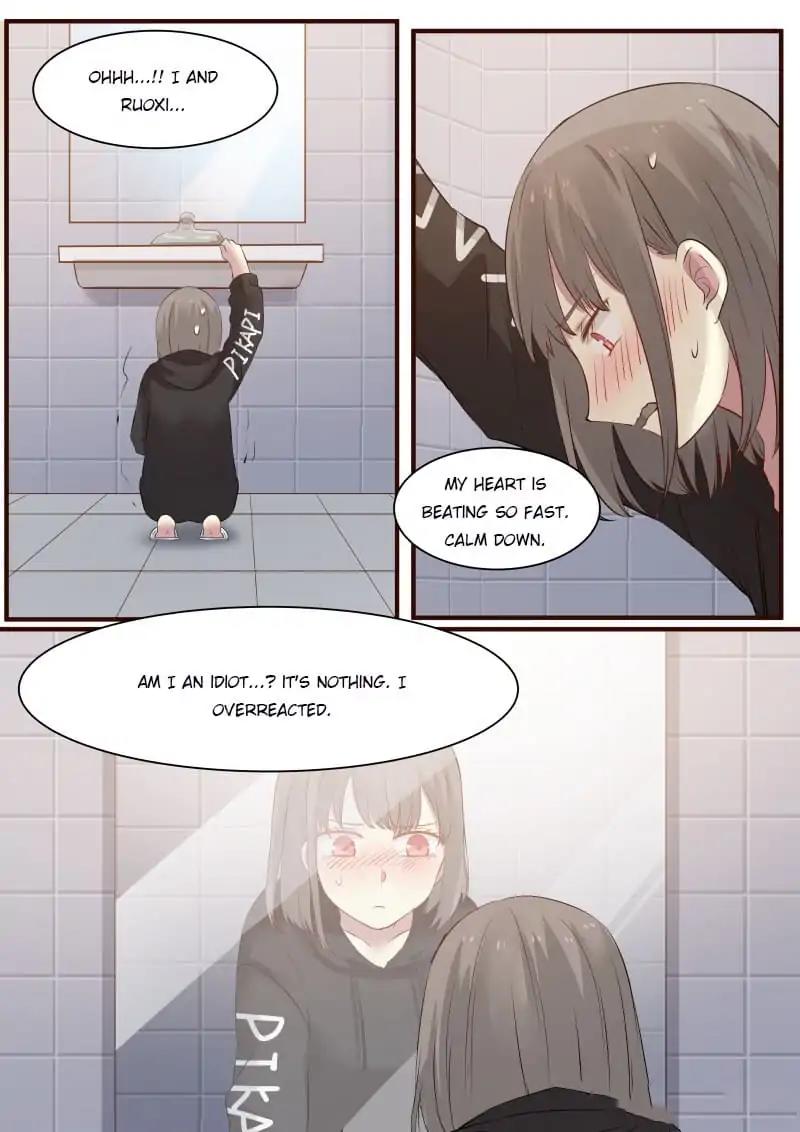 OHHH...!! I AND
RUOXI...
PIKAPI
MY HEART IS
BEATING SO FAST.
CALM DOWN.
AM I AN IDIOT...? IT'S NOTHING. I
OVERREACTED.
PIKA